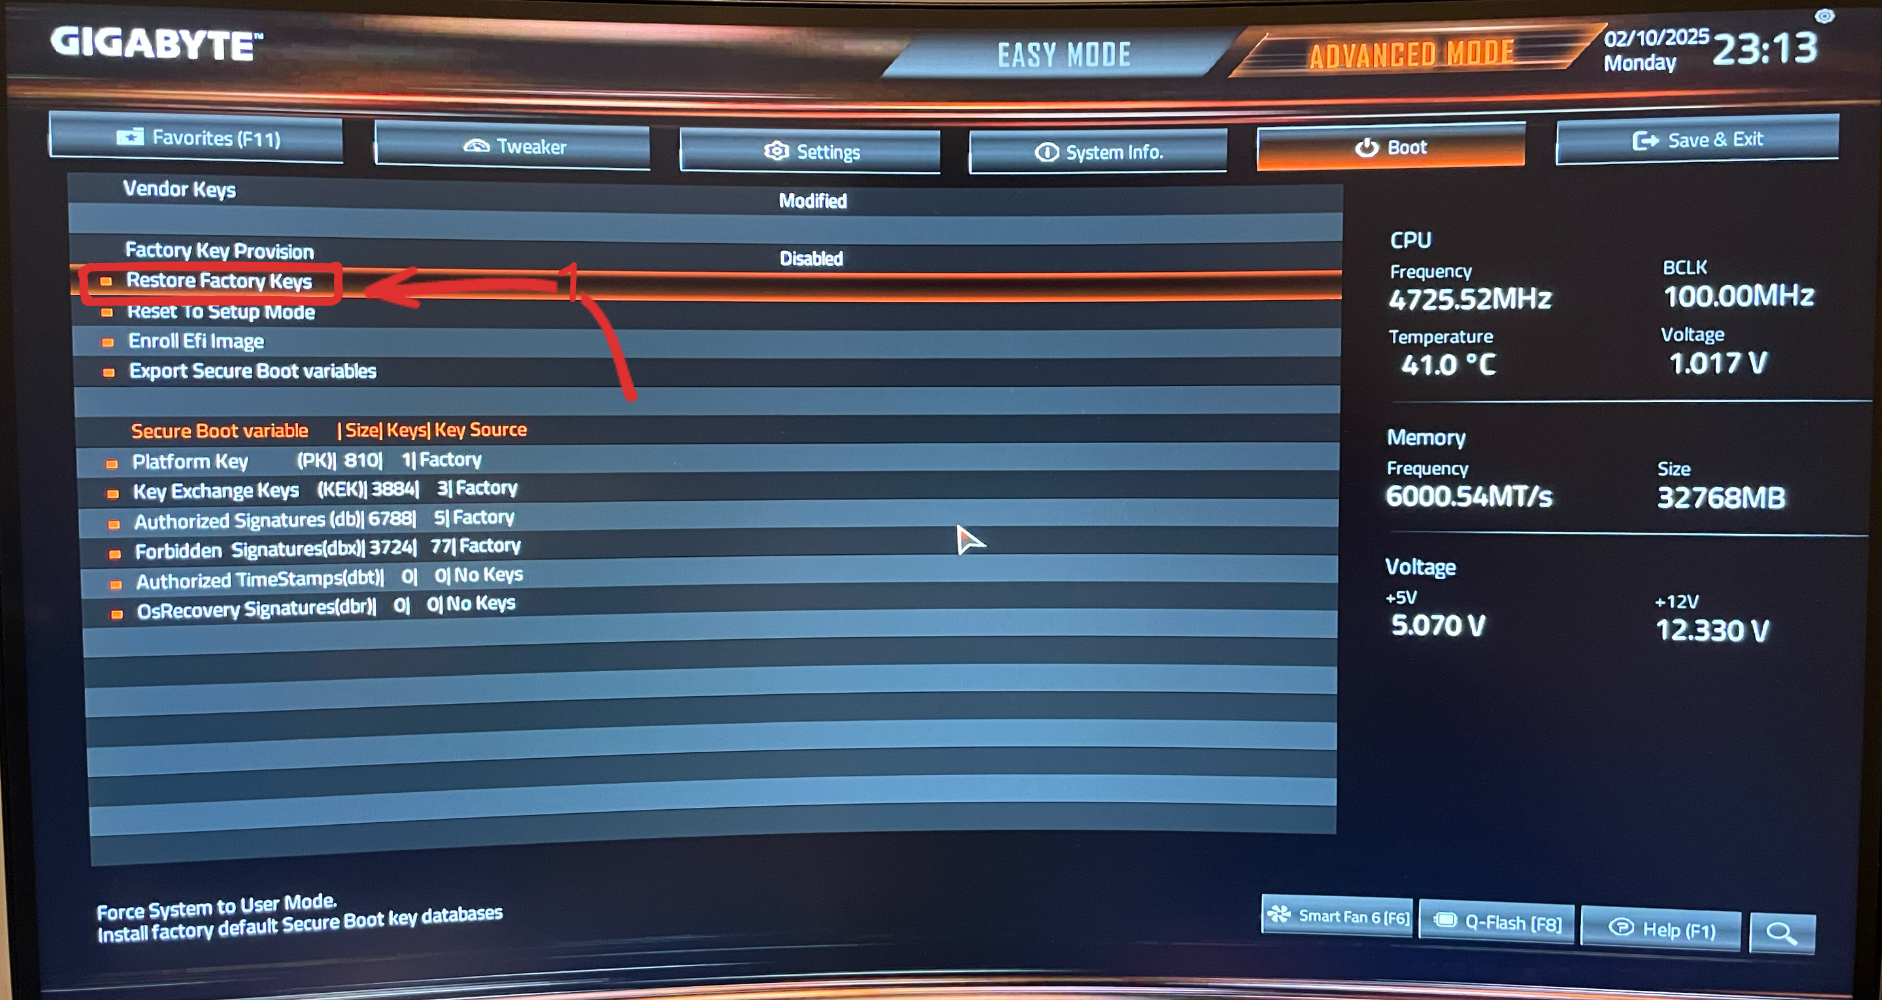 GIGABYTE™
EASY MODE
ADVANCED MODE
02/10/2025
Monday
23:13
Favorites (F11)
Tweaker
Settings
System Info.
Boot
Save & Exit
Vendor Keys Modified
Factory Key Provision Disabled
Restore Factory Keys
Reset To Setup Mode
Enroll Efi Image
Export Secure Boot variables
Secure Boot variable | Size| Keys| Key Source
Platform Key (PK)| 810| 1| Factory
Key Exchange Keys (KEK)| 3884| 3| Factory
Authorized Signatures (db)| 6788| 5| Factory
Forbidden Signatures(dbx)| 3724| 77| Factory
Authorized TimeStamps(dbt)| 0| 0| No Keys
OsRecovery Signatures(dbr)| 0| 0| No Keys
1
CPU
Frequency BCLK
4725.52MHz 100.00MHz
Temperature Voltage
41.0 °C 1.017 V
Memory
Frequency Size
6000.54MT/s 32768MB
Voltage
+5V +12V
5.070 V 12.330 V
Force System to User Mode.
Install factory default Secure Boot key databases
Smart Fan 6 [F6]
Q-Flash [F8]
Help (F1)